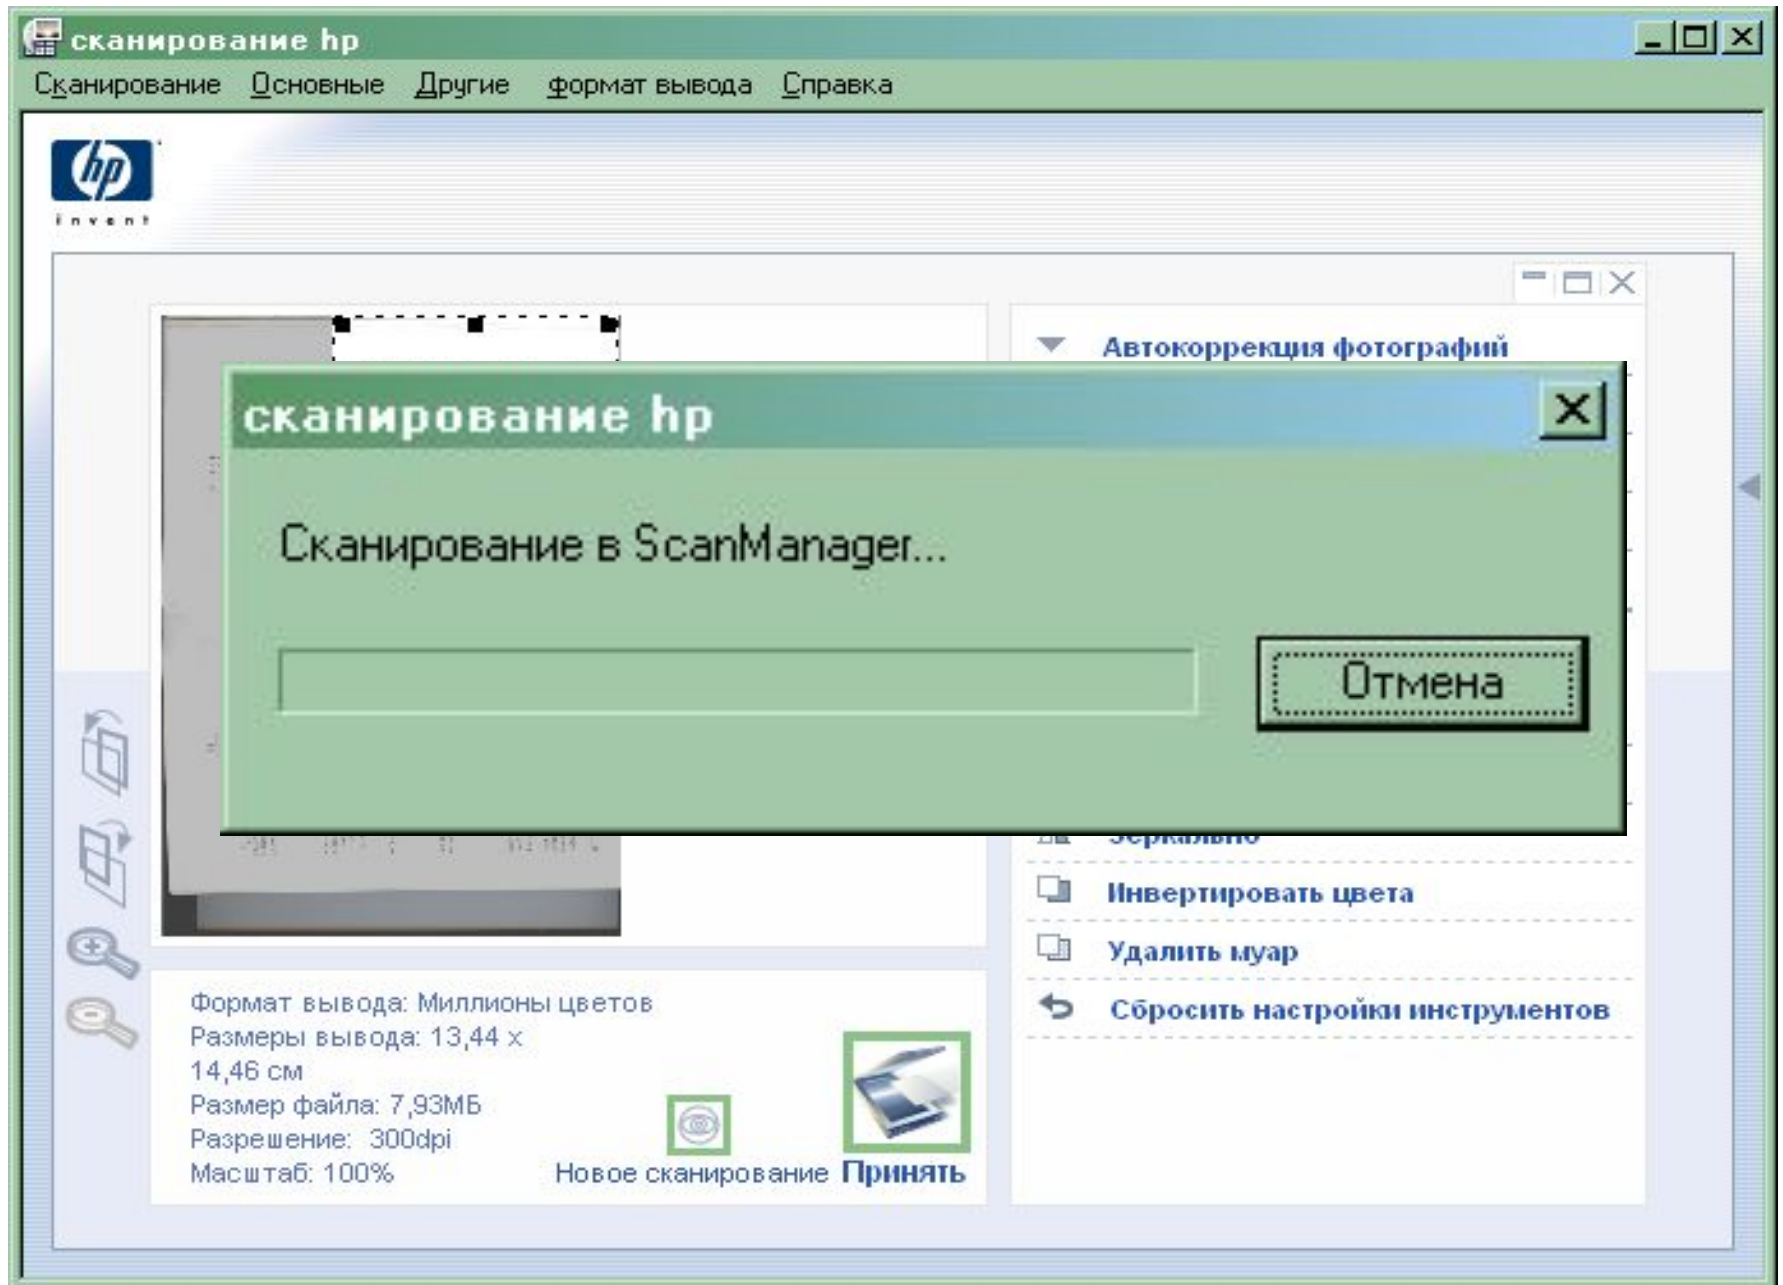 сканирование hp
Сканирование Основные Другие формат вывода Справка
hp
invent
Автокоррекция фотографий
сканирование hp
Сканирование в ScanManager...
Отмена
Зеркально
Инвертировать цвета
Удалить муар
Сбросить настройки инструментов
Формат вывода: Миллионы цветов
Размеры вывода: 13,44 x
14,46 см
Размер файла: 7,93МБ
Разрешение: 300dpi
Масштаб: 100%
Новое сканирование Принять